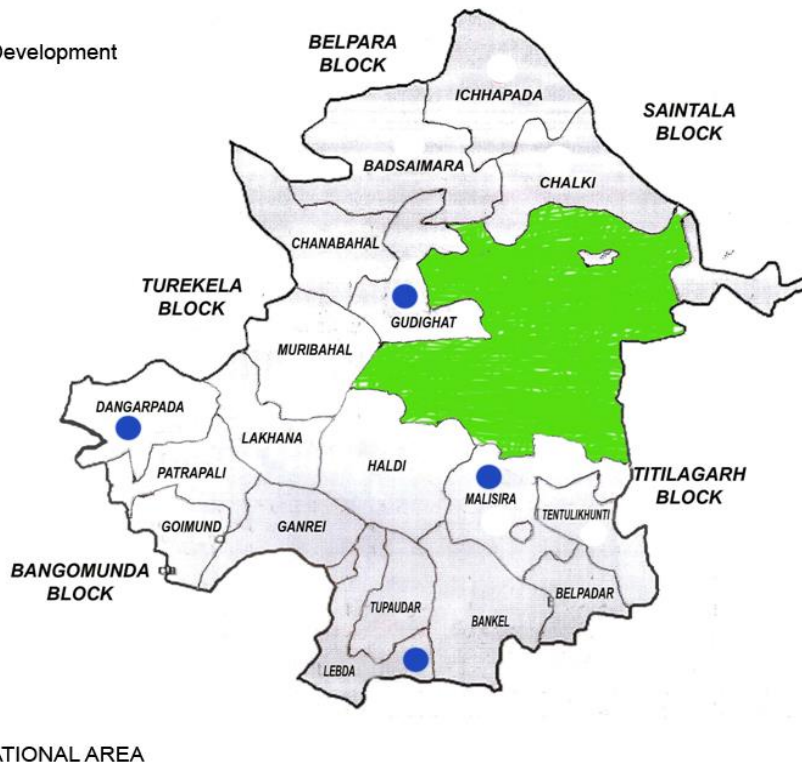 Development
BELPARA
BLOCK
ICHHAPADA
SAINTALA
BLOCK
BADSAIMARA
CHALKI
CHANABAHAL
TUREKELA
BLOCK
GUDIGHAT
MURIBAHAL
DANGARPADA
LAKHANA
HALDI
PATRAPALI
MALISIRA
TITILAGARH
BLOCK
TENTULIKHUNTI
GOIMUND
GANREI
BANGOMUNDA
BLOCK
BELPADAR
TUPAUDAR
BANKEL
LEBDA
ATIONAL AREA